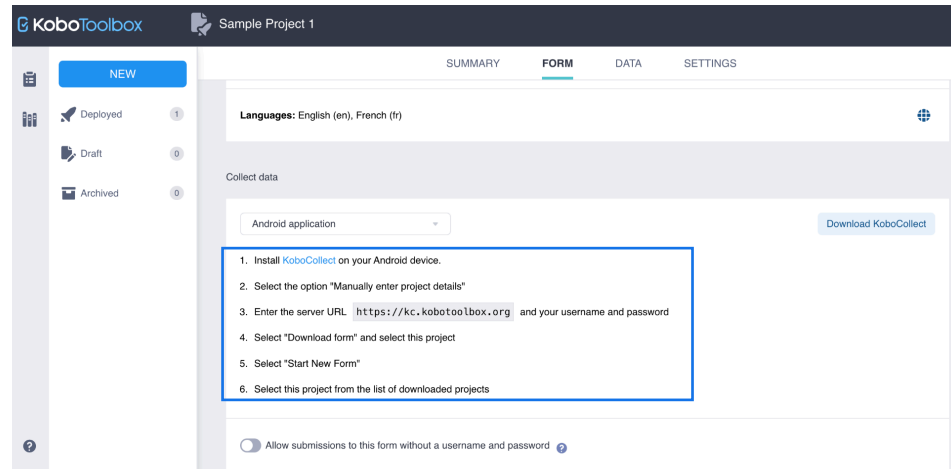 KoboToolbox
Sample Project 1
SUMMARY FORM DATA SETTINGS
NEW
Deployed 1
Draft 0
Archived 0
Languages: English (en), French (fr)
Collect data
Android application
Download KoboCollect
1. Install KoboCollect on your Android device.
2. Select the option "Manually enter project details"
3. Enter the server URL https://kc.kobotoolbox.org and your username and password
4. Select "Download form" and select this project
5. Select "Start New Form"
6. Select this project from the list of downloaded projects
Allow submissions to this form without a username and password ?
?